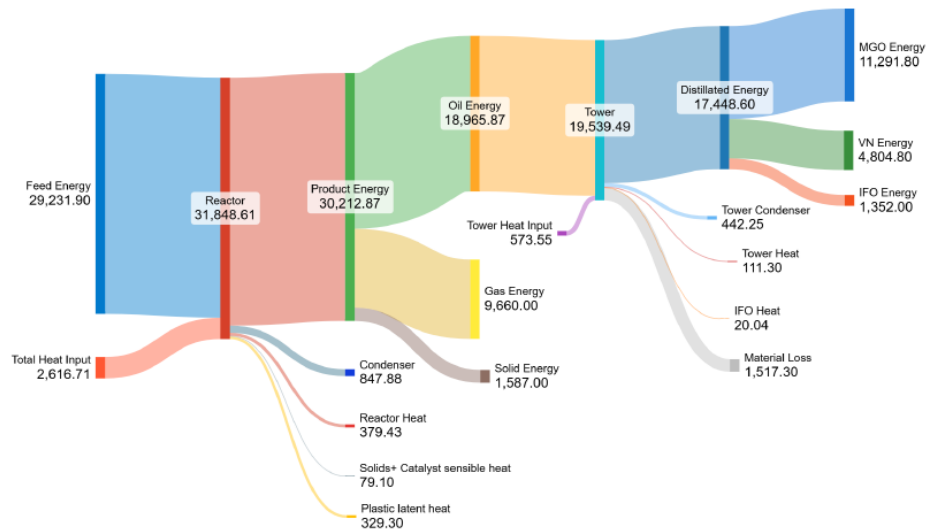 Feed Energy
29,231.90
Total Heat Input
2,616.71
Reactor
31,848.61
Product Energy
30,212.87
Condenser
847.88
Reactor Heat
379.43
Solids+ Catalyst sensible heat
79.10
Plastic latent heat
329.30
Oil Energy
18,965.87
Gas Energy
9,660.00
Solid Energy
1,587.00
Tower Heat Input
573.55
Tower
19,539.49
Distillated Energy
17,448.60
Tower Condenser
442.25
Tower Heat
111.30
IFO Heat
20.04
Material Loss
1,517.30
MGO Energy
11,291.80
VN Energy
4,804.80
IFO Energy
1,352.00